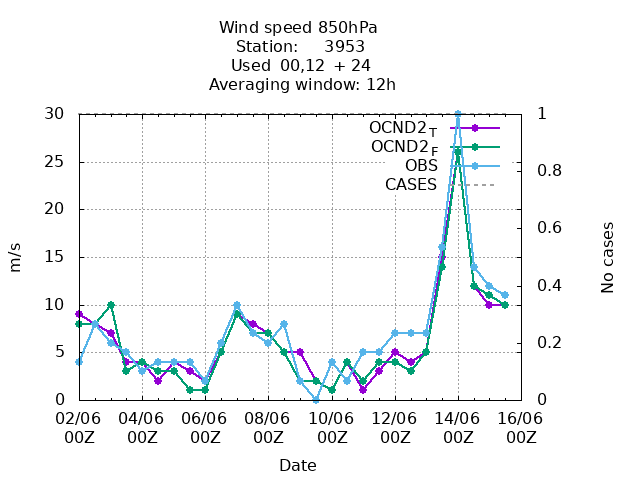 Wind speed 850hPa
Station: 3953
Used 00,12 + 24
Averaging window: 12h
30 1
OCND2T
OCND2F
OBS
CASES
25
0.8
20
0.6
m/s
No cases
15
0.4
10
0.2
5
0 0
02/06 04/06 06/06 08/06 10/06 12/06 14/06 16/06
00Z 00Z 00Z 00Z 00Z 00Z 00Z 00Z
Date